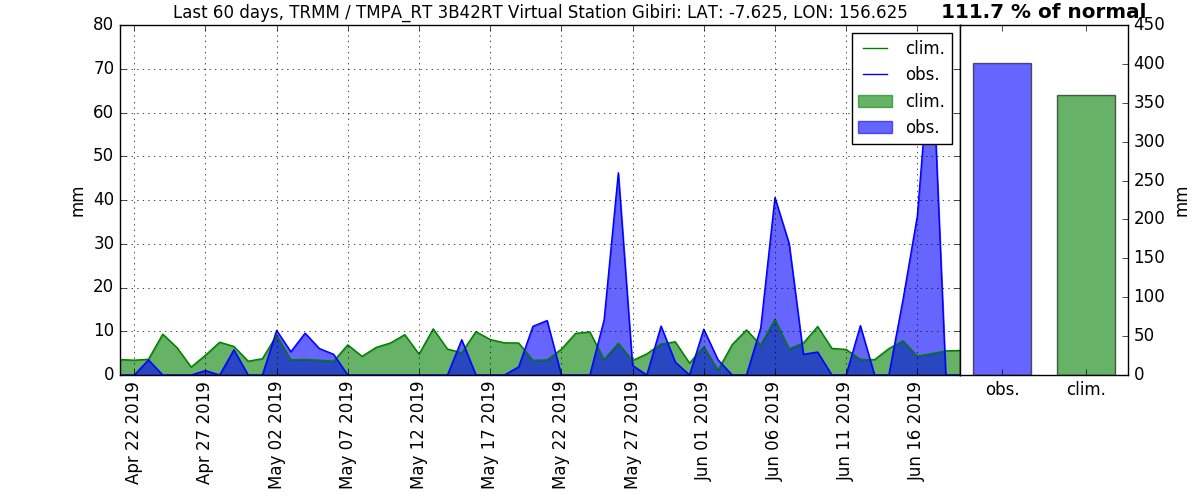 Last 60 days, TRMM / TMPA_RT 3B42RT Virtual Station Gibiri: LAT: -7.625, LON: 156.625
111.7 % of normal
80
70
60
50
40
30
20
10
0
mm
clim.
obs.
clim.
obs.
450
400
350
300
250
200
150
100
50
0
mm
obs.
clim.
Apr 22 2019
Apr 27 2019
May 02 2019
May 07 2019
May 12 2019
May 17 2019
May 22 2019
May 27 2019
Jun 01 2019
Jun 06 2019
Jun 11 2019
Jun 16 2019